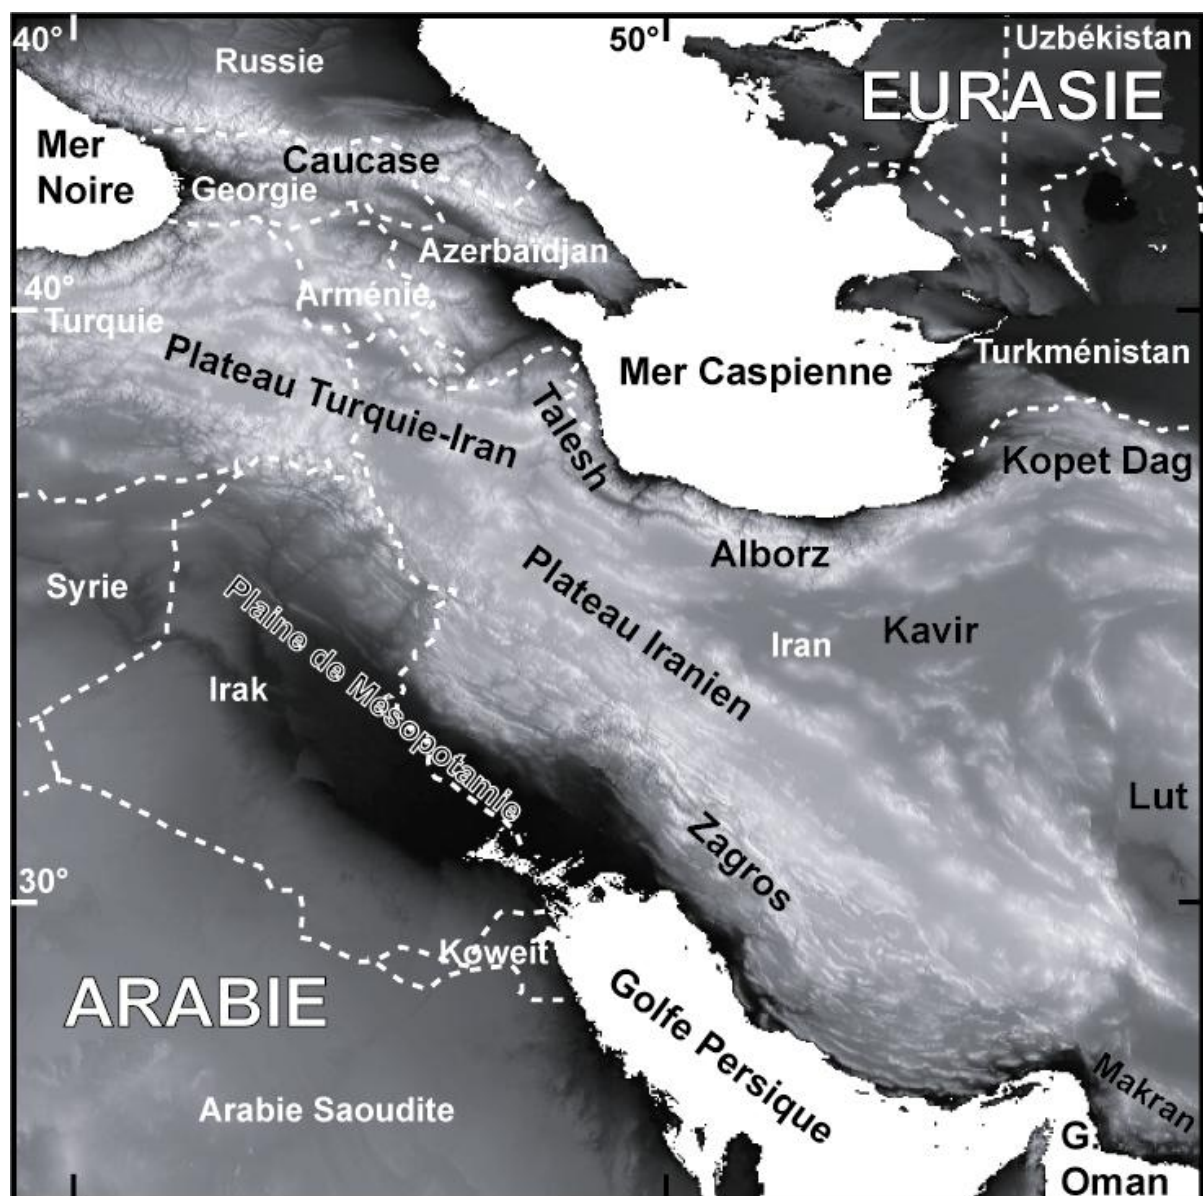 40°
50°
Uzbékistan
Russie
EURASIE
Mer
Noire
Caucase
Georgie
Azerbaïdjan
40°
Arménie
Turquie
Plateau Turquie-Iran
Mer Caspienne
Turkménistan
Talesh
Kopet Dag
Alborz
Syrie
Plaine de Mésopotamie
Plateau Iranien
Iran
Kavir
Irak
Lut
Zagros
30°
Koweit
ARABIE
Golfe Persique
Makran
Arabie Saoudite
G.
Oman